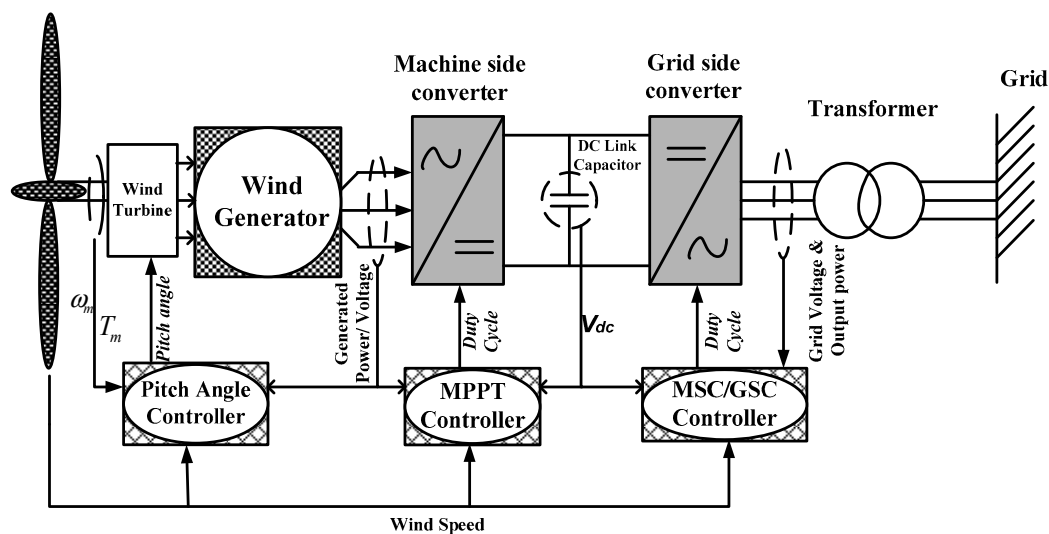 Machine side
converter
Grid side
converter
Transformer
Grid
Wind
Turbine
Wind
Generator
DC Link
Capacitor
ωm
Tm
Pitch angle
Generated
Power/ Voltage
Duty
Cycle
Vdc
Duty
Cycle
Grid Voltage &
Output power
Pitch Angle
Controller
MPPT
Controller
MSC/GSC
Controller
Wind Speed